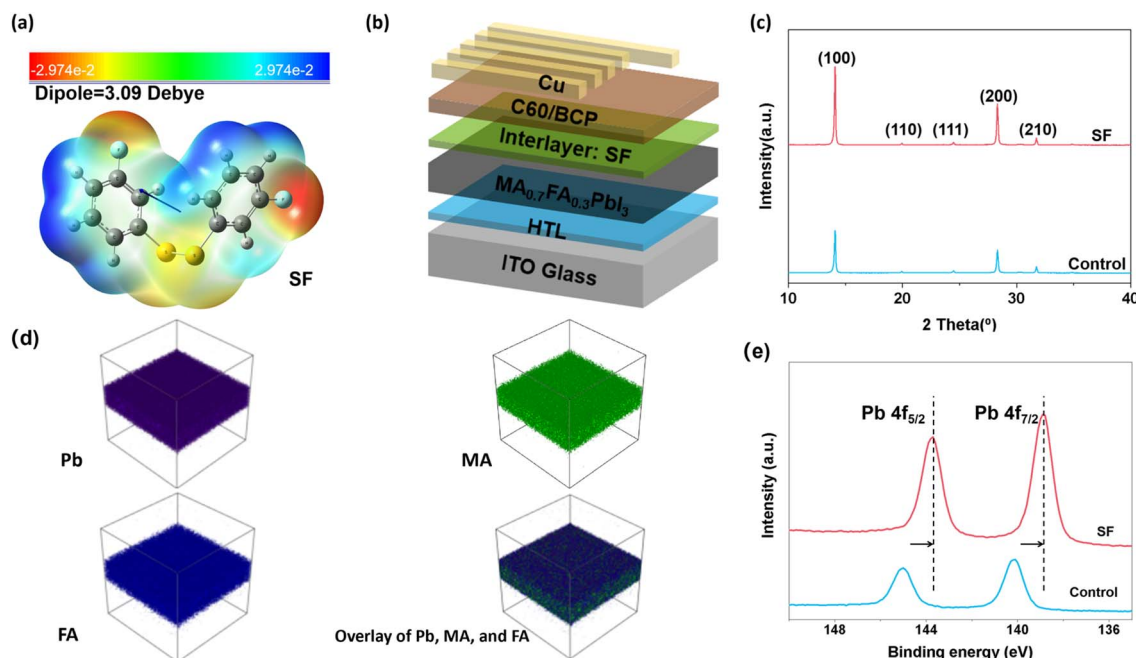 (a)
-2.974e-2 2.974e-2
Dipole=3.09 Debye
SF
(b)
Cu
C60/BCP
Interlayer: SF
MA₀.₇FA₀.₃PbI₃
HTL
ITO Glass
(c)
Intensity(a.u.)
(100)
(110)
(111)
(200)
(210)
SF
Control
10 20 30 40
2 Theta(º)
(d)
Pb
MA
FA
Overlay of Pb, MA, and FA
(e)
Intensity (a.u.)
Pb 4f5/2
Pb 4f7/2
SF
Control
148 144 140 136
Binding energy (eV)